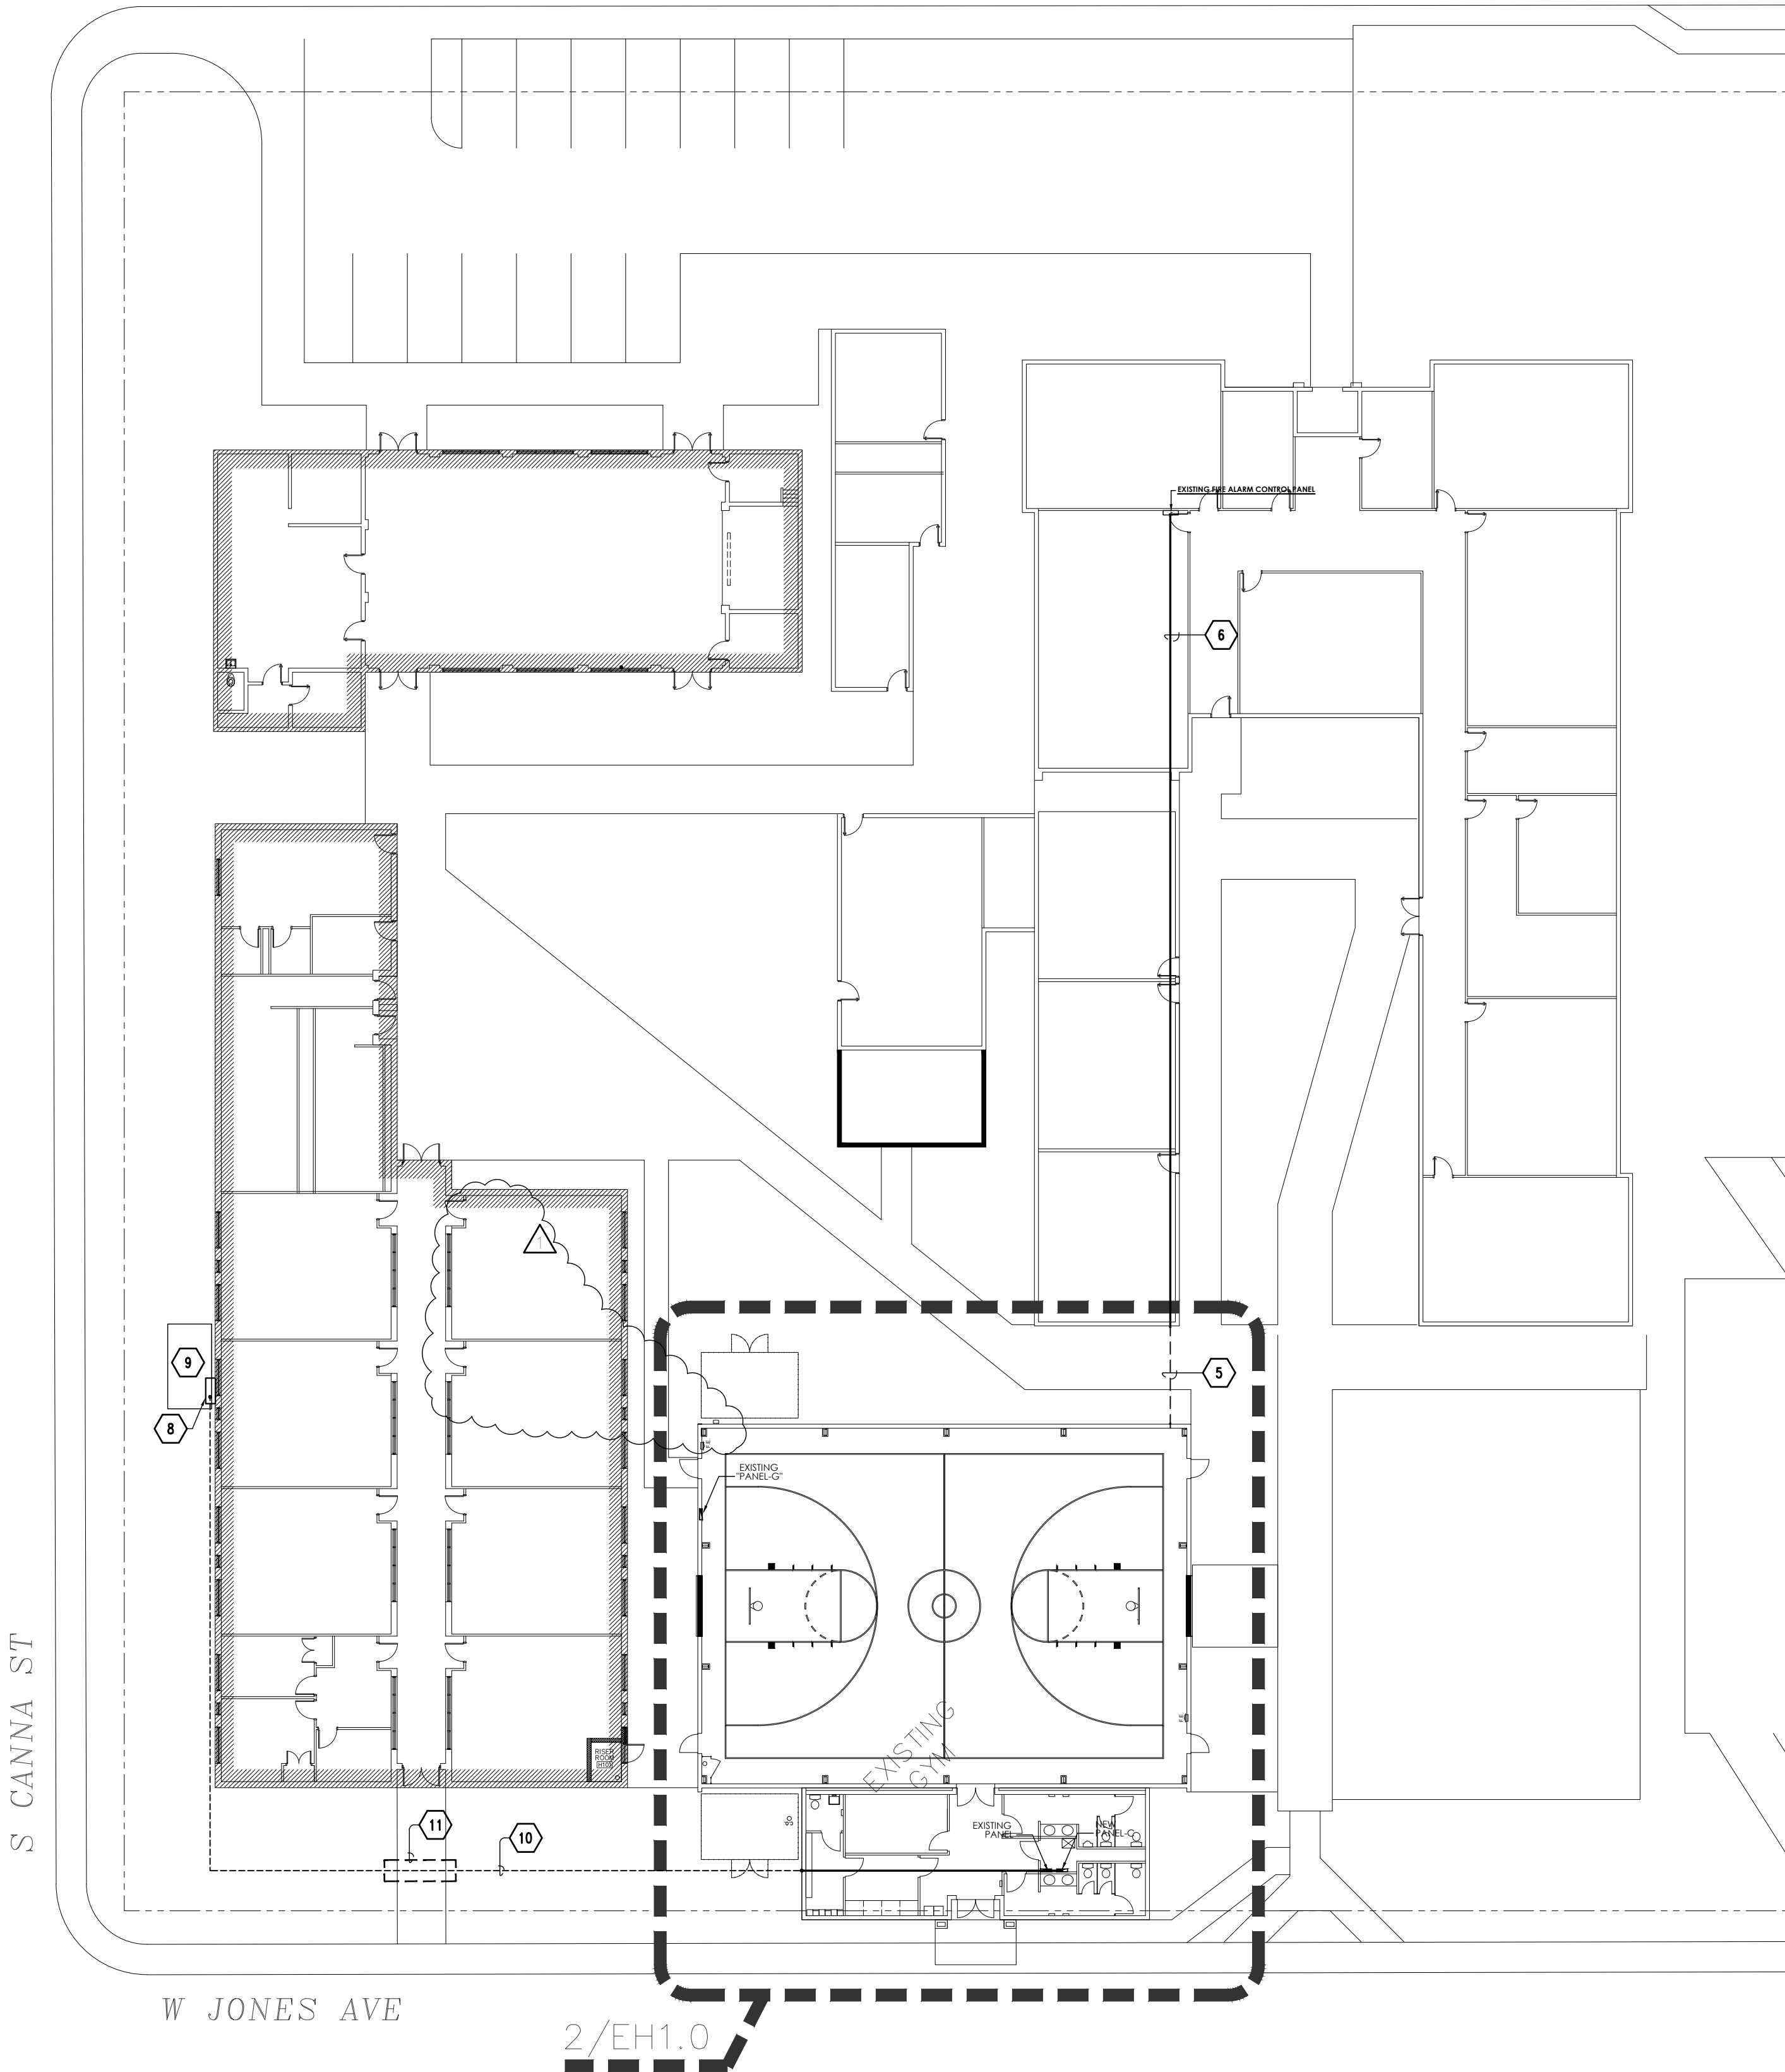 EXISTING FIRE ALARM CONTROL PANEL
6
1
9
8
5
EXISTING
"PANEL-G"
EXISTING
GYM
RISER
ROOM
H102
11
10
EXISTING
PANEL
NEW
PANEL-C
S CANNA ST
W JONES AVE
2/EH1.0